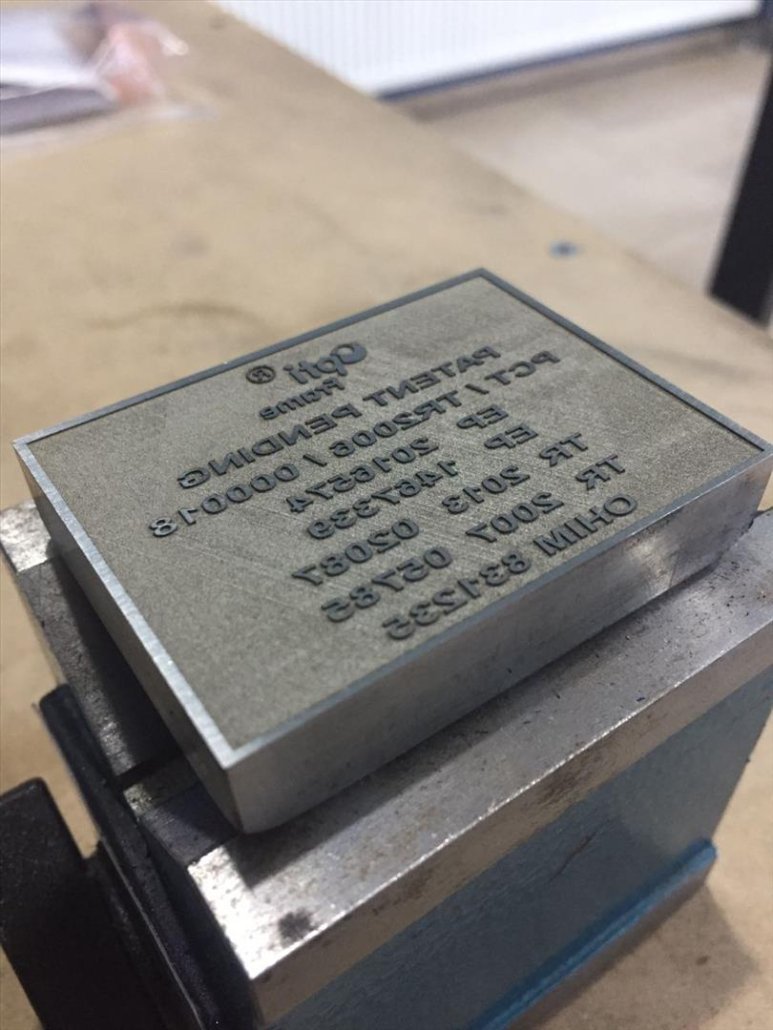 Opti ®
Frame
PATENT PENDING
PCT / TR2006 / 000018
EP 2016574
EP 1467339
TR 2013 02087
TR 2007 05785
OHIM 831235